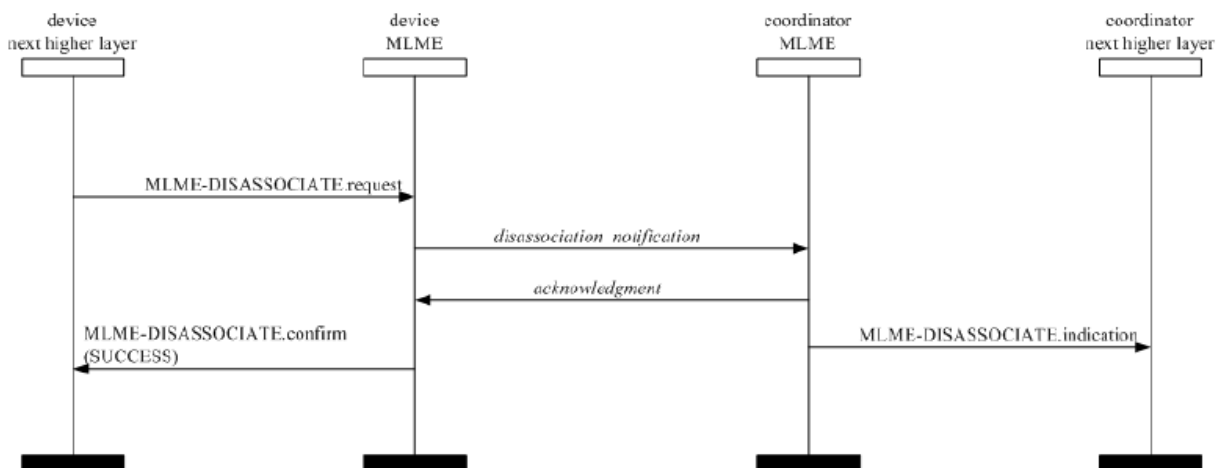 device
next higher layer
device
MLME
coordinator
MLME
coordinator
next higher layer
MLME-DISASSOCIATE.request
disassociation notification
acknowledgment
MLME-DISASSOCIATE.confirm
(SUCCESS)
MLME-DISASSOCIATE.indication